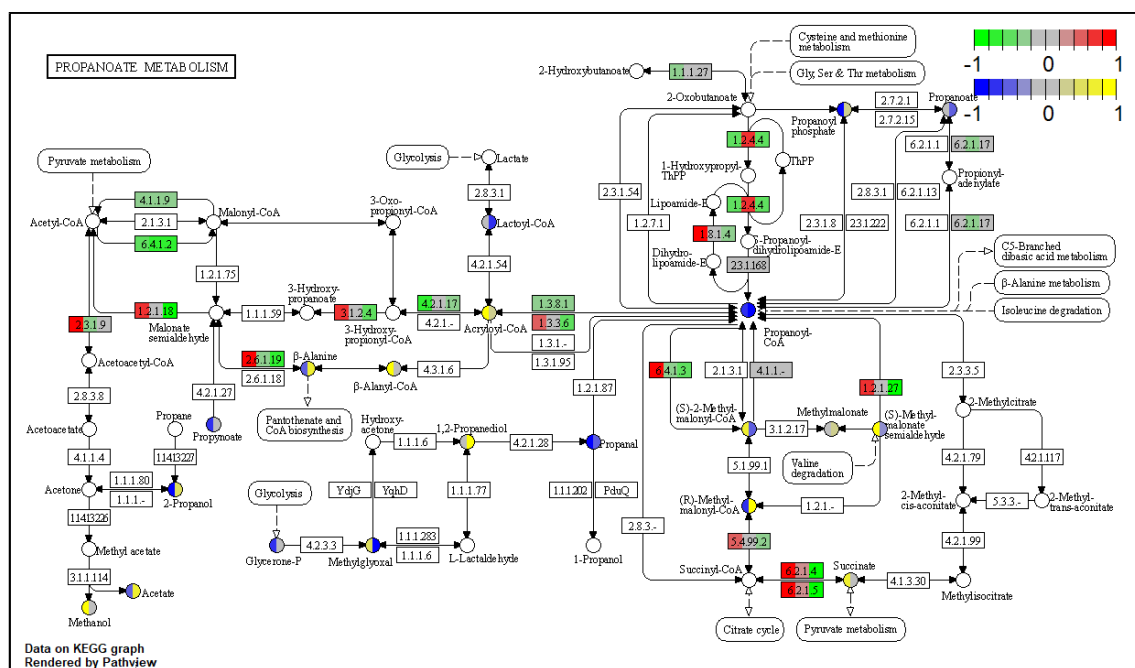 PROPANOATE METABOLISM
-1 0 1
-1 0 1
Cysteine and methionine
metabolism
Gly, Ser & Thr metabolism
2-Hydroxybutanoate
1.1.1.27
2-Oxobutanoate
Propanoyl
phosphate
2.7.2.1
2.7.2.15
Propanoate
Pyruvate metabolism
Glycolysis
Lactate
1.2.4.4
ThPP
1-Hydroxypropyl-
ThPP
6.2.1.1
6.2.1.17
Propionyl-
adenylate
2.8.3.1
2.3.1.54
1.2.7.1
2.3.1.8
2.3.1.222
2.8.3.1
6.2.1.13
6.2.1.1
6.2.1.17
4.1.1.9
Acetyl-CoA
2.1.3.1
Malonyl-CoA
6.4.1.2
3-Oxo-
propionyl-CoA
Lactoyl-CoA
Lipoamide-E
1.2.4.4
1.8.1.4
Dihydro-
lipoamide-E
S-Propanoyl-
dihydrolipoamide-E
2.3.1.168
C5-Branched
dibasic acid metabolism
β-Alanine metabolism
Isoleucine degradation
1.2.1.75
4.2.1.54
3-Hydroxy-
propanoate
2.3.1.9
1.2.1.18
Malonate
semialdehyde
1.1.1.59
3.1.2.4
3-Hydroxy-
propionyl-CoA
4.2.1.17
4.2.1.-
Acryloyl-CoA
1.3.8.1
1.3.3.6
1.3.1.-
1.3.1.95
Propanoyl-
CoA
Acetoacetyl-CoA
2.6.1.19
2.6.1.18
β-Alanine
β-Alanyl-CoA
4.3.1.6
1.2.1.87
6.4.1.3
2.1.3.1
4.1.1.-
1.2.1.27
2.3.3.5
2.8.3.8
4.2.1.27
Pantothenate and
CoA biosynthesis
Propynoate
Acetoacetate
Propane
Hydroxy-
acetone
1.1.1.6
1,2-Propanediol
4.2.1.28
Propanal
(S)-2-Methyl-
malonyl-CoA
3.1.2.17
Methylmalonate
(S)-Methyl-
malonate
semialdehyde
2-Methylcitrate
4.1.1.4
1.14.13.227
Valine
degradation
5.1.99.1
4.2.1.79
4.2.1.117
Acetone
1.1.1.80
1.1.1.-
2-Propanol
Glycolysis
YdjG
YqhD
1.1.1.77
1.1.1.202
PduQ
(R)-Methyl-
malonyl-CoA
1.2.1.-
2-Methyl-
cis-aconitate
5.3.3.-
2-Methyl-
trans-aconitate
1.14.13.226
Methyl acetate
Glycerone-P
4.2.3.3
Methylglyoxal
1.1.1.283
1.1.1.6
L-Lactaldehyde
1-Propanol
2.8.3.-
5.4.99.2
4.2.1.99
3.1.1.114
Acetate
Methanol
Succinyl-CoA
6.2.1.4
6.2.1.5
Succinate
4.1.3.30
Methylisocitrate
Citrate cycle
Pyruvate metabolism
Data on KEGG graph
Rendered by Pathview